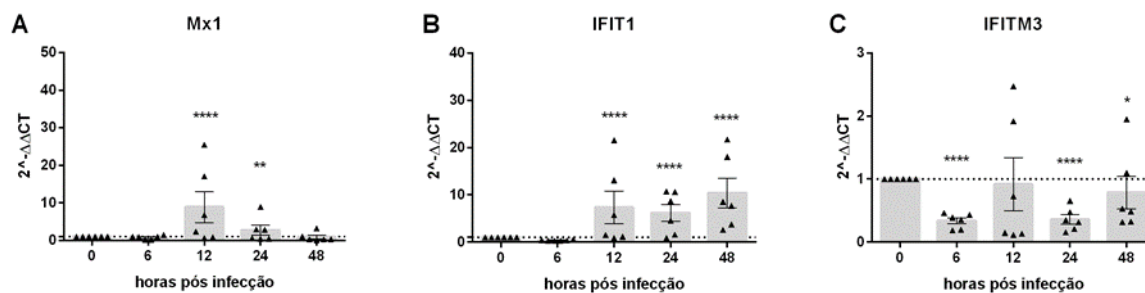 A
Mx1
2^-ΔΔCT
50
40
30
20
10
0
****
**
0 6 12 24 48
horas pós infecção
B
IFIT1
2^-ΔΔCT
40
30
20
10
0
****
****
****
0 6 12 24 48
horas pós infecção
C
IFITM3
2^-ΔΔCT
3
2
1
0
****
****
*
0 6 12 24 48
horas pós infecção